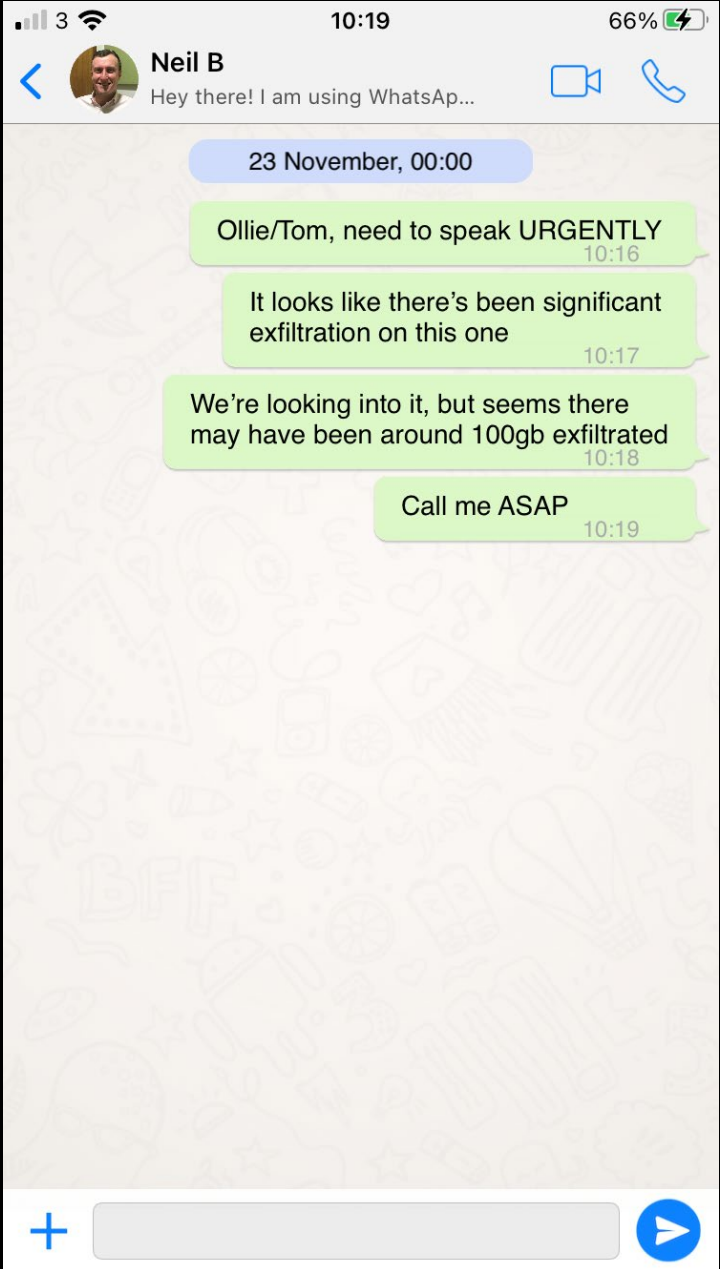 3
10:19
66%
Neil B
Hey there! I am using WhatsAp...
23 November, 00:00
Ollie/Tom, need to speak URGENTLY
10:16
It looks like there’s been significant
exfiltration on this one
10:17
We’re looking into it, but seems there
may have been around 100gb exfiltrated
10:18
Call me ASAP
10:19
BFF